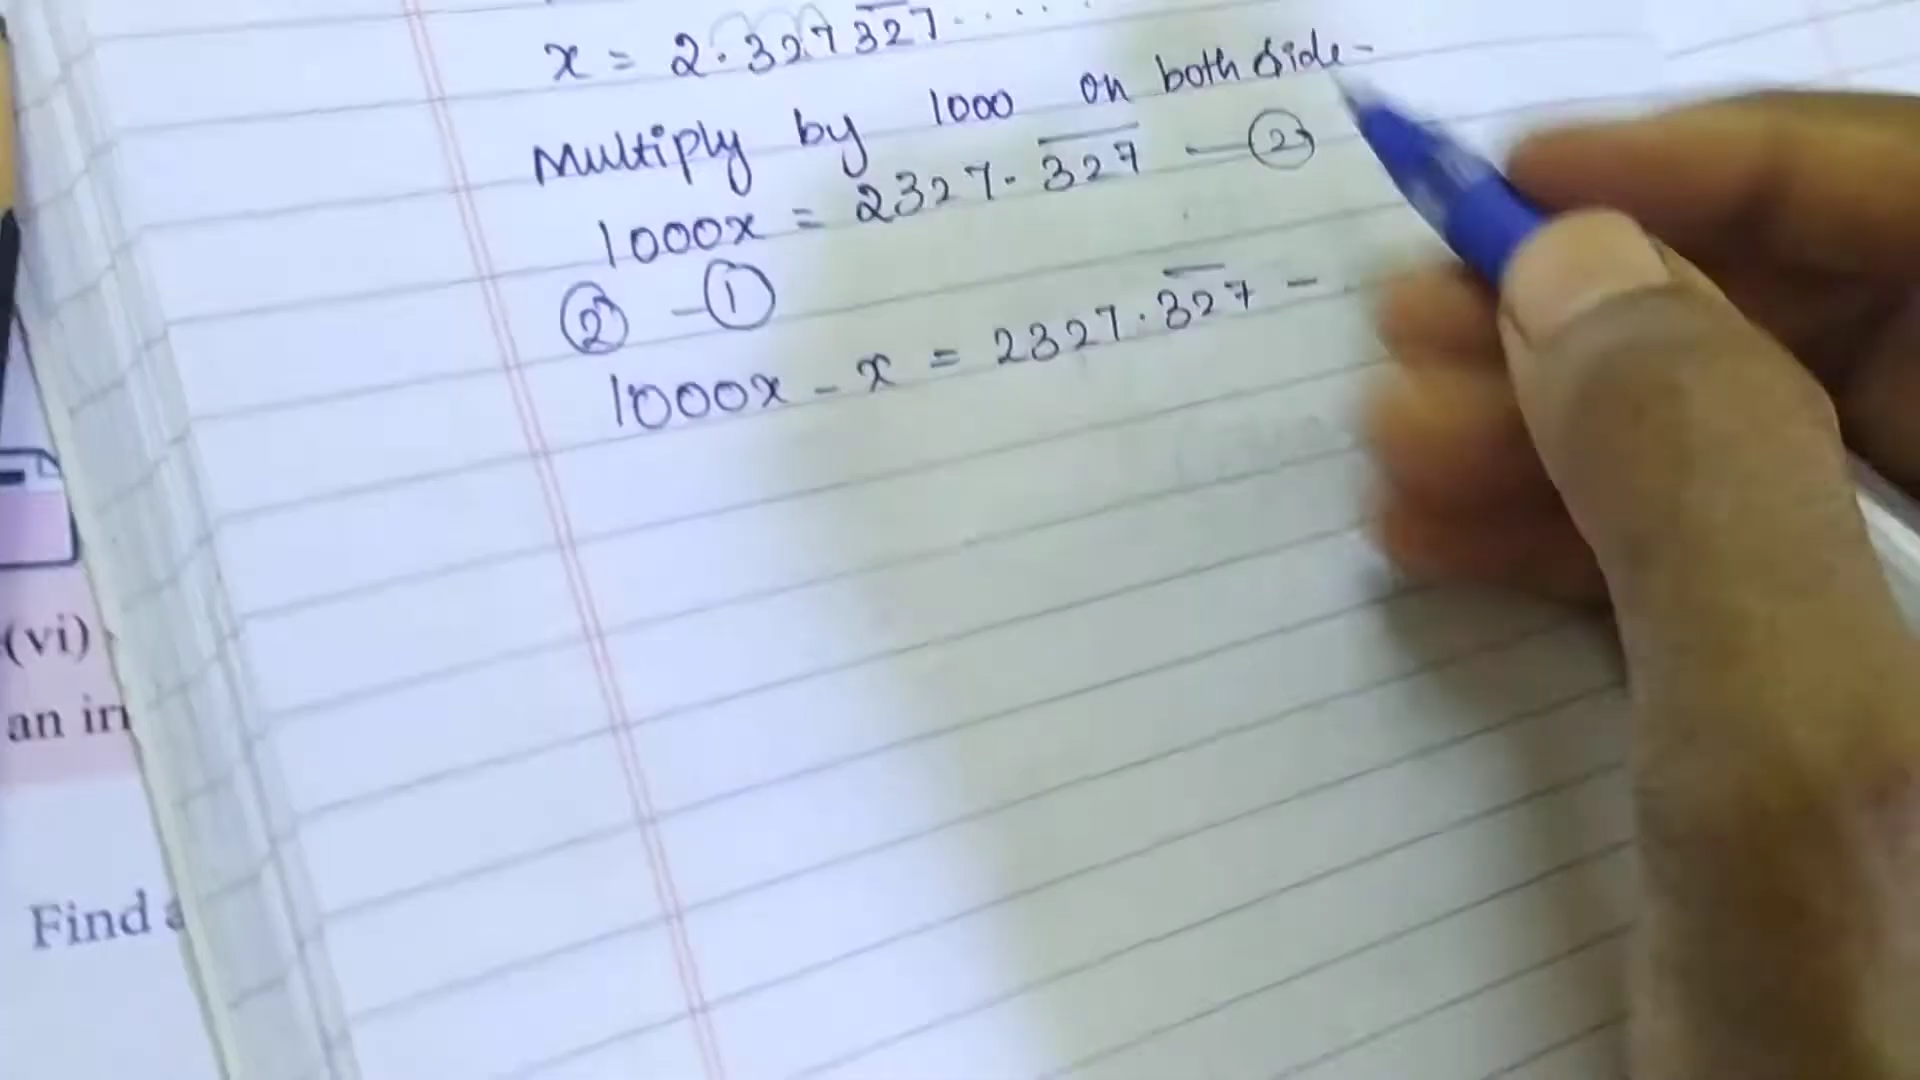 x = 2.327327.....
Multiply by 1000 on both side-
1000x = 2327.327 — ②
② - ①
1000x - x = 2327.327 -
(vi)
an
Find